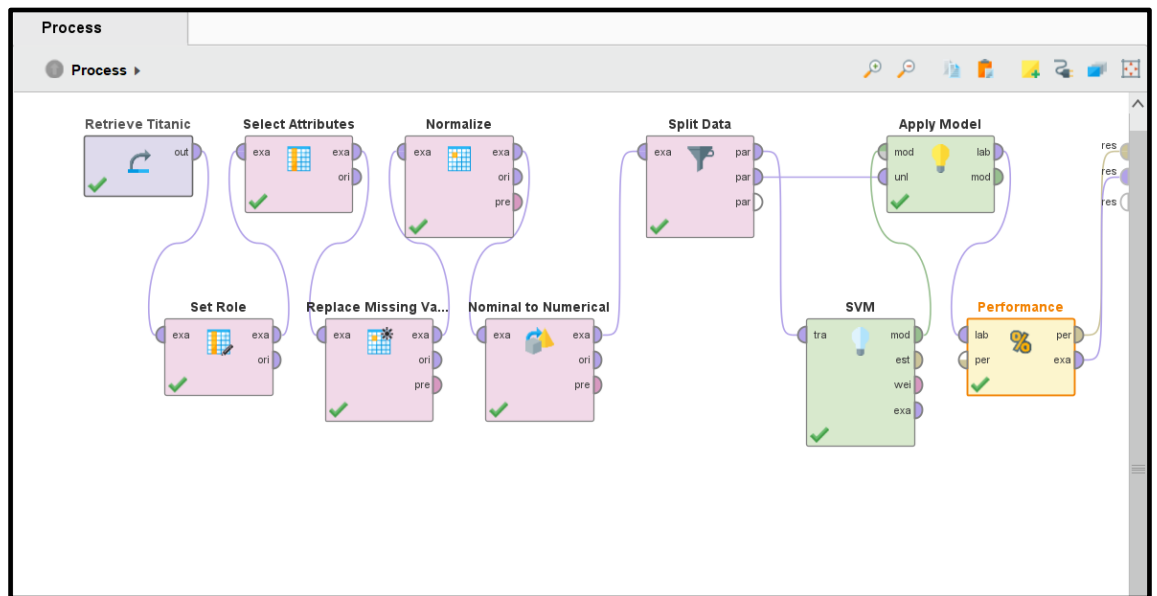 Process
Process
Retrieve Titanic
out
Select Attributes
exa exa
ori
Normalize
exa exa
ori
pre
Split Data
exa par
par
par
Apply Model
mod lab
unl mod
res
res
res
Set Role
exa exa
ori
Replace Missing Va...
exa exa
ori
pre
Nominal to Numerical
exa exa
ori
pre
SVM
tra mod
est
wei
exa
Performance
lab % per
per exa